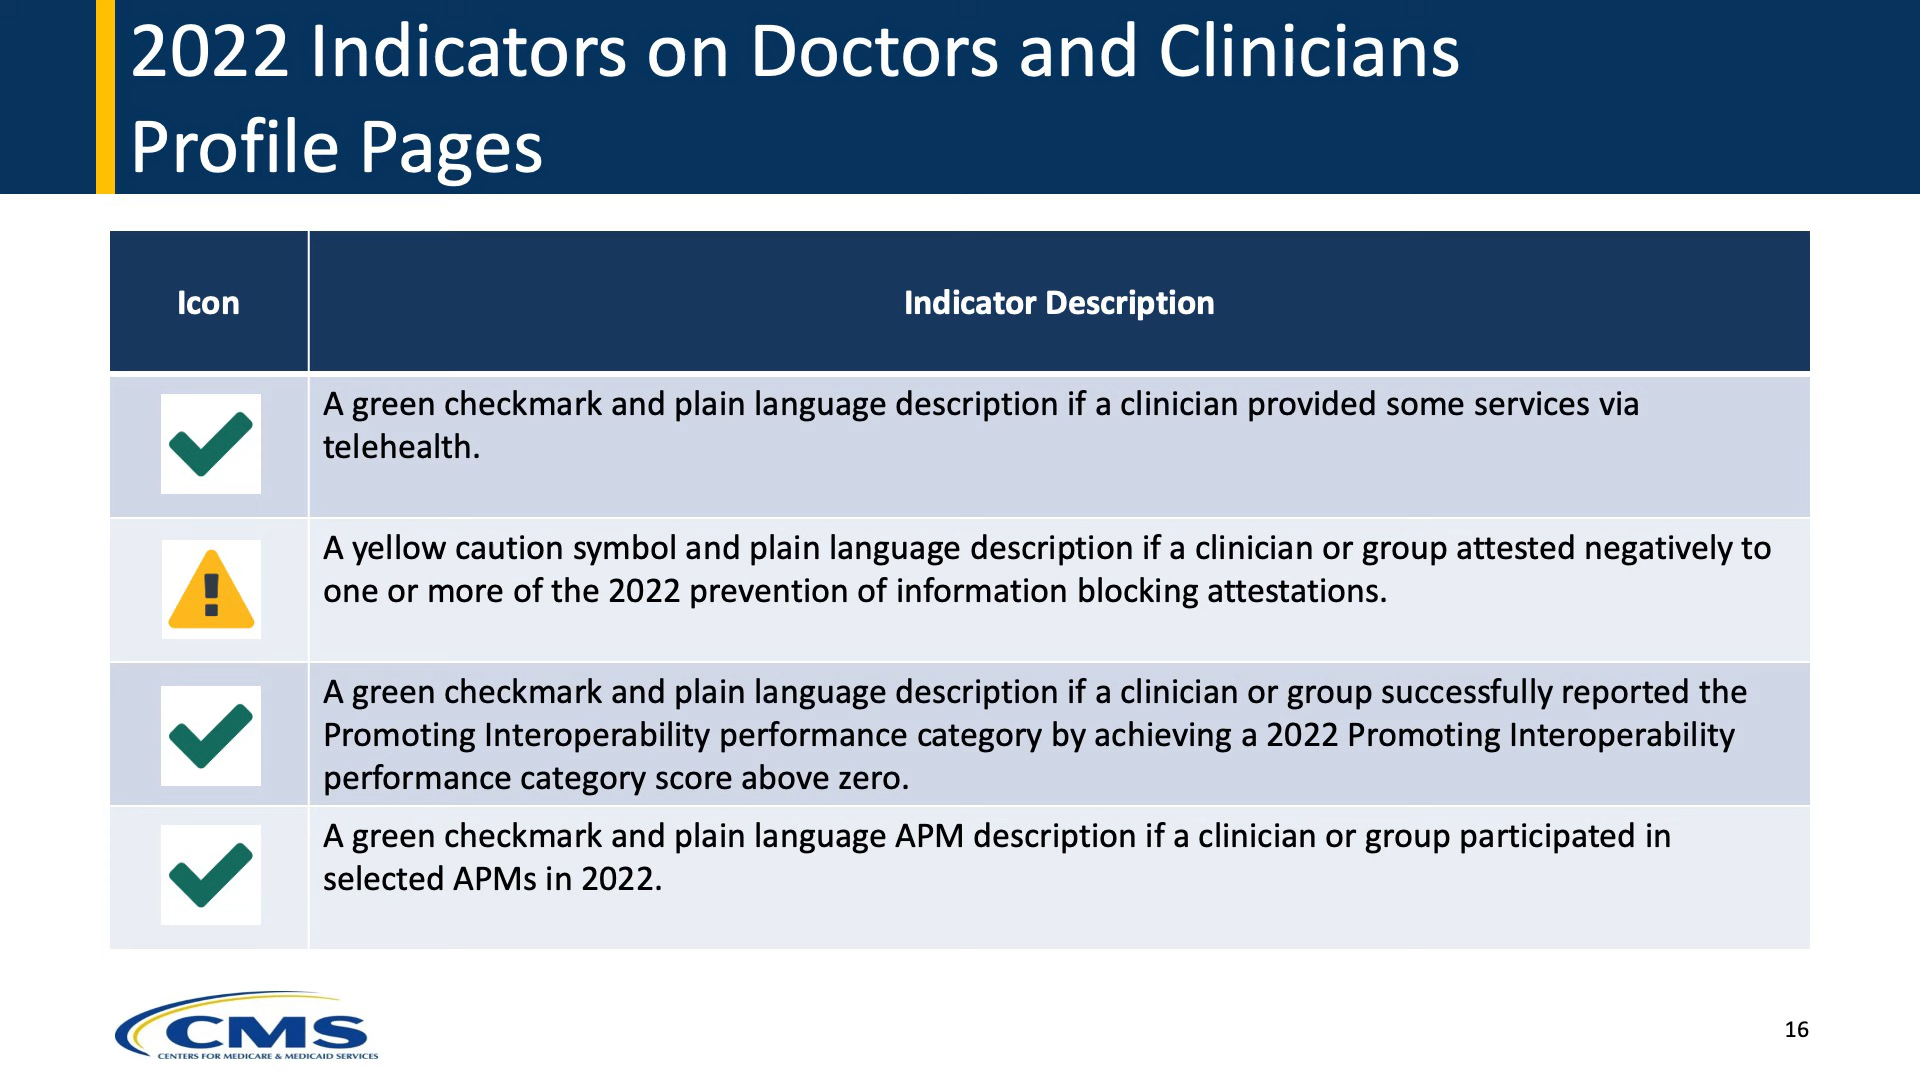 2022 Indicators on Doctors and Clinicians
Profile Pages
Icon
Indicator Description
A green checkmark and plain language description if a clinician provided some services via
telehealth.
A yellow caution symbol and plain language description if a clinician or group attested negatively to
one or more of the 2022 prevention of information blocking attestations.
A green checkmark and plain language description if a clinician or group successfully reported the
Promoting Interoperability performance category by achieving a 2022 Promoting Interoperability
performance category score above zero.
A green checkmark and plain language APM description if a clinician or group participated in
selected APMs in 2022.
CMS
CENTERS FOR MEDICARE & MEDICAID SERVICES
16